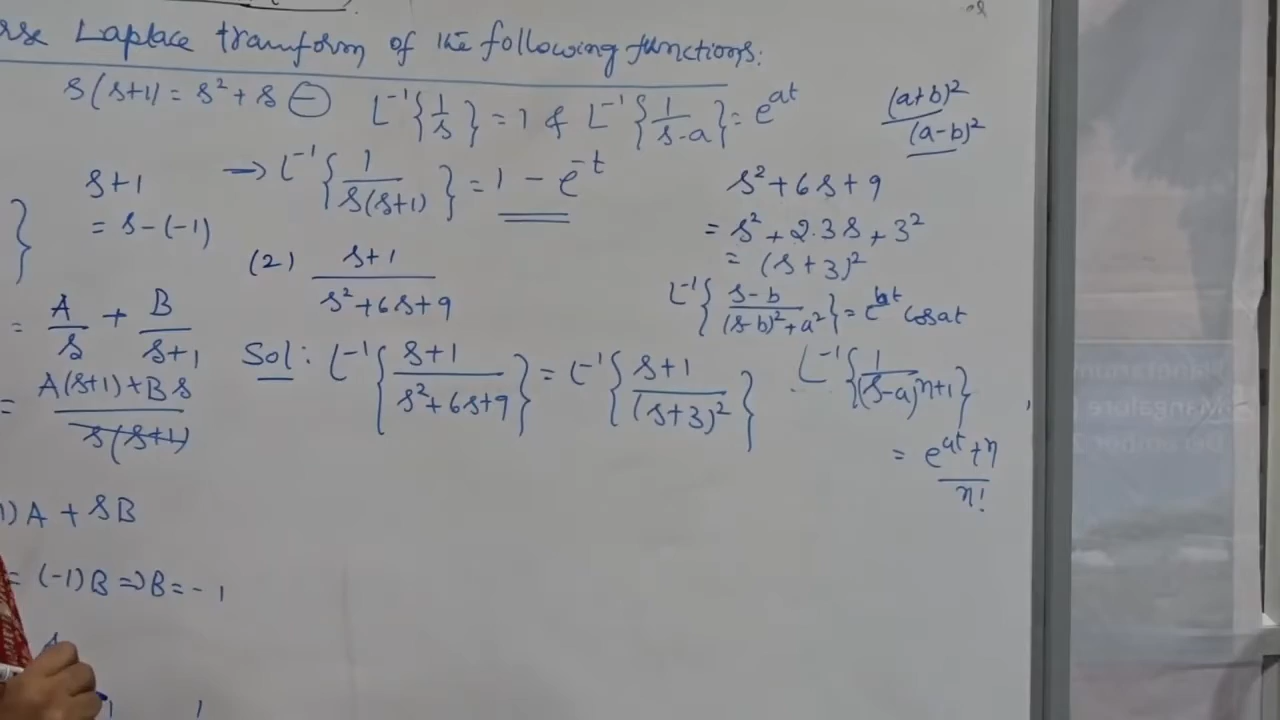 rse Laplace transform of the following functions.
s(s+1) = s² + s ⊖ L⁻¹{1/s} = 1 & L⁻¹{1/(s-a)} = e^at
(a+b)²
(a-b)²
→ L⁻¹{1/(s(s+1))} = 1 - e^-t
s+1
= s-(-1)
s² + 6s + 9
= s² + 2.3s + 3²
= (s+3)²
(2) (s+1)/(s²+6s+9)
L⁻¹{(s-b)/((s-b)²+a²)} = e^bt cosat
= A/s + B/(s+1)
Sol: L⁻¹{(s+1)/(s²+6s+9)} = L⁻¹{(s+1)/(s+3)²}
L⁻¹{1/(s-a)^n+1}
= (A(s+1)+Bs)/(s(s+1))
= e^at t^n/n!
1) A + sB
= (-1)B ⇒ B = -1